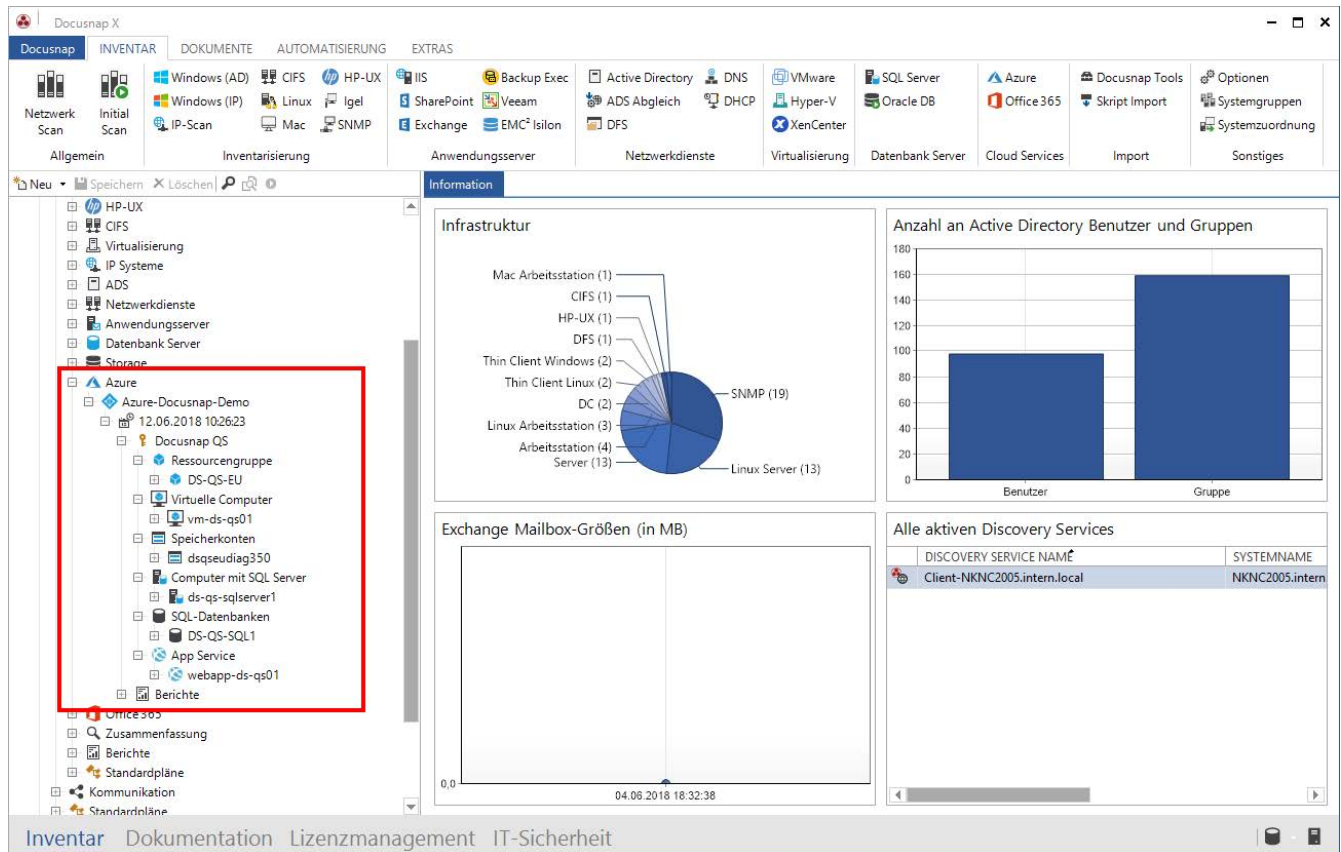 Docusnap X
Docusnap INVENTAR DOKUMENTE AUTOMATISIERUNG EXTRAS
Netzwerk Scan
Initial Scan
Allgemein
Windows (AD) CIFS HP-UX
Windows (IP) Linux Igel
IP-Scan Mac SNMP
Inventarisierung
IIS Backup Exec
SharePoint Veeam
Exchange EMC² Isilon
Anwendungsserver
Active Directory DNS
ADS Abgleich DHCP
DFS
Netzwerkdienste
VMware
Hyper-V
XenCenter
Virtualisierung
SQL Server
Oracle DB
Datenbank Server
Azure
Office 365
Cloud Services
Docusnap Tools
Skript Import
Import
Optionen
Systemgruppen
Systemzuordnung
Sonstiges
Neu Speichern Löschen
HP-UX
CIFS
Virtualisierung
IP Systeme
ADS
Netzwerkdienste
Anwendungsserver
Datenbank Server
Storage
Azure
Azure-Docusnap-Demo
12.06.2018 10:26:23
Docusnap QS
Ressourcengruppe
DS-QS-EU
Virtuelle Computer
vm-ds-qs01
Speicherkonten
dsqseudiag350
Computer mit SQL Server
ds-qs-sqlserver1
SQL-Datenbanken
DS-QS-SQL1
App Service
webapp-ds-qs01
Berichte
Office 365
Zusammenfassung
Berichte
Standardpläne
Kommunikation
Standardpläne
Information
Infrastruktur
Mac Arbeitsstation (1)
CIFS (1)
HP-UX (1)
DFS (1)
Thin Client Windows (2)
Thin Client Linux (2)
DC (2)
Linux Arbeitsstation (3)
Arbeitsstation (4)
Server (13)
SNMP (19)
Linux Server (13)
Anzahl an Active Directory Benutzer und Gruppen
180
160
140
120
100
80
60
40
20
0
Benutzer Gruppe
Exchange Mailbox-Größen (in MB)
0,0
04.06.2018 18:32:38
Alle aktiven Discovery Services
DISCOVERY SERVICE NAME SYSTEMNAME
Client-NKNC2005.intern.local NKNC2005.intern
Inventar Dokumentation Lizenzmanagement IT-Sicherheit